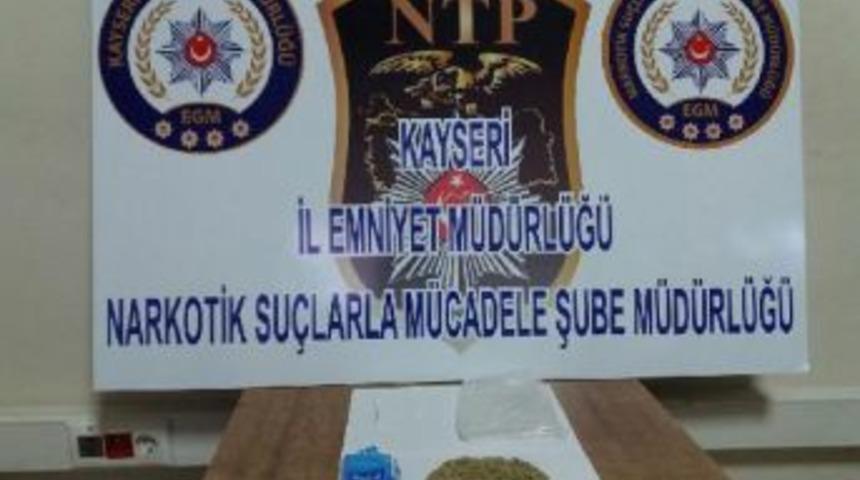 NTP
EGM
EGM
KAYSERİ
İL EMNİYET MÜDÜRLÜĞÜ
NARKOTİK SUÇLARLA MÜCADELE ŞUBE MÜDÜRLÜĞÜ